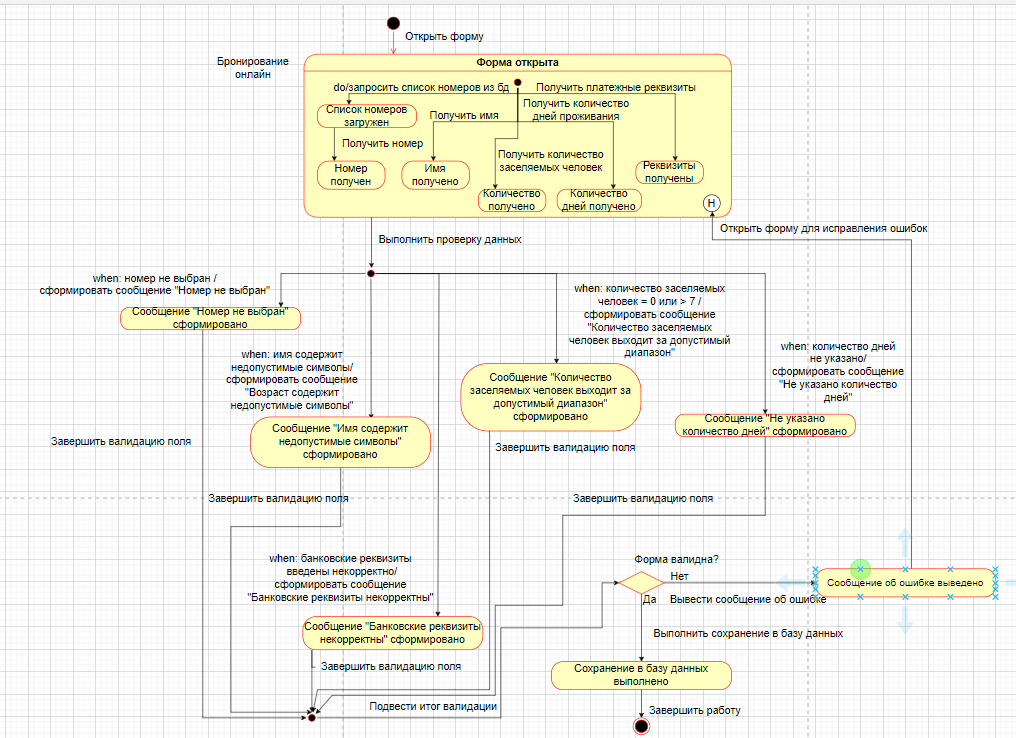 Открыть форму
Бронирование
онлайн
Форма открыта
do/запросить список номеров из бд
Получить платежные реквизиты
Список номеров
загружен
Получить имя
Получить количество
дней проживания
Получить номер
Получить количество
заселяемых человек
Номер
получен
Имя
получено
Реквизиты
получены
Количество
получено
Количество
дней получено
H
Открыть форму для исправления ошибок
Выполнить проверку данных
when: номер не выбран /
сформировать сообщение "Номер не выбран"
Сообщение "Номер не выбран"
сформировано
when: количество заселяемых
человек = 0 или > 7 /
сформировать сообщение
"Количество заселяемых
человек выходит за допустимый
диапазон"
when: имя содержит
недопустимые символы/
сформировать сообщение
"Возраст содержит
недопустимые символы"
when: количество дней
не указано/
сформировать сообщение
"Не указано количество
дней"
Сообщение "Количество
заселяемых человек выходит за
допустимый диапазон"
сформировано
Сообщение "Имя содержит
недопустимые символы"
сформировано
Сообщение "Не указано
количество дней" сформировано
Завершить валидацию поля
Завершить валидацию поля
Завершить валидацию поля
Завершить валидацию поля
when: банковские реквизиты
введены некорректно/
сформировать сообщение
"Банковские реквизиты некорректны"
Форма валидна?
Нет
Сообщение об ошибке выведено
Да
Вывести сообщение об ошибке
Сообщение "Банковские реквизиты
некорректны" сформировано
Выполнить сохранение в базу данных
Завершить валидацию поля
Сохранение в базу данных
выполнено
Подвести итог валидации
Завершить работу